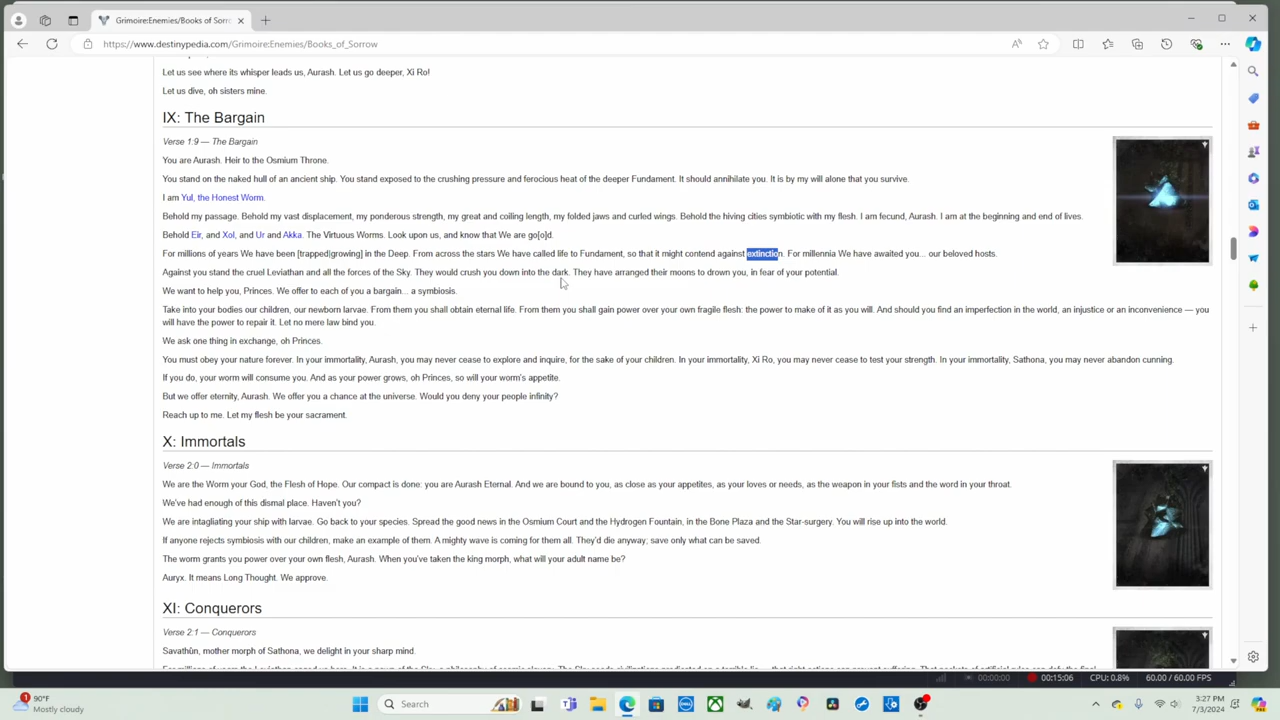 Grimoire:Enemies/Books of Sorro
https://www.destinypedia.com/Grimoire:Enemies/Books_of_Sorrow
Let us see where its whisper leads us, Aurash. Let us go deeper, Xi Ro!
Let us dive, oh sisters mine.
IX: The Bargain
Verse 1:9 — The Bargain
You are Aurash. Heir to the Osmium Throne.
You stand on the naked hull of an ancient ship. You stand exposed to the crushing pressure and ferocious heat of the deeper Fundament. It should annihilate you. It is by my will alone that you survive.
I am Yul, the Honest Worm.
Behold my passage. Behold my vast displacement, my ponderous strength, my great and coiling length, my folded jaws and curled wings. Behold the hiving cities symbiotic with my flesh. I am fecund, Aurash. I am at the beginning and end of lives.
Behold Eir, and Xol, and Ur and Akka. The Virtuous Worms. Look upon us, and know that We are go[o]d.
For millions of years We have been [trapped|growing] in the Deep. From across the stars We have called life to Fundament, so that it might contend against extinction. For millennia We have awaited you... our beloved hosts.
Against you stand the cruel Leviathan and all the forces of the Sky. They would crush you down into the dark. They have arranged their moons to drown you, in fear of your potential.
We want to help you, Princes. We offer to each of you a bargain... a symbiosis.
Take into your bodies our children, our newborn larvae. From them you shall obtain eternal life. From them you shall gain power over your own fragile flesh: the power to make of it as you will. And should you find an imperfection in the world, an injustice or an inconvenience — you
will have the power to repair it. Let no mere law bind you.
We ask one thing in exchange, oh Princes.
You must obey your nature forever. In your immortality, Aurash, you may never cease to explore and inquire, for the sake of your children. In your immortality, Xi Ro, you may never cease to test your strength. In your immortality, Sathona, you may never abandon cunning.
If you do, your worm will consume you. And as your power grows, oh Princes, so will your worm's appetite.
But we offer eternity, Aurash. We offer you a chance at the universe. Would you deny your people infinity?
Reach up to me. Let my flesh be your sacrament.
X: Immortals
Verse 2:0 — Immortals
We are the Worm your God, the Flesh of Hope. Our compact is done: you are Aurash Eternal. And we are bound to you, as close as your appetites, as your loves or needs, as the weapon in your fists and the word in your throat.
We've had enough of this dismal place. Haven't you?
We are intagliating your ship with larvae. Go back to your species. Spread the good news in the Osmium Court and the Hydrogen Fountain, in the Bone Plaza and the Star-surgery. You will rise up into the world.
If anyone rejects symbiosis with our children, make an example of them. A mighty wave is coming for them all. They'd die anyway; save only what can be saved.
The worm grants you power over your own flesh, Aurash. When you've taken the king morph, what will your adult name be?
Auryx. It means Long Thought. We approve.
XI: Conquerors
Verse 2:1 — Conquerors
Savathûn, mother morph of Sathona, we delight in your sharp mind.
00:00:00
00:15:06
CPU: 0.8%
60.00 / 60.00 FPS
90°F
Mostly cloudy
Search
3:27 PM
7/3/2024